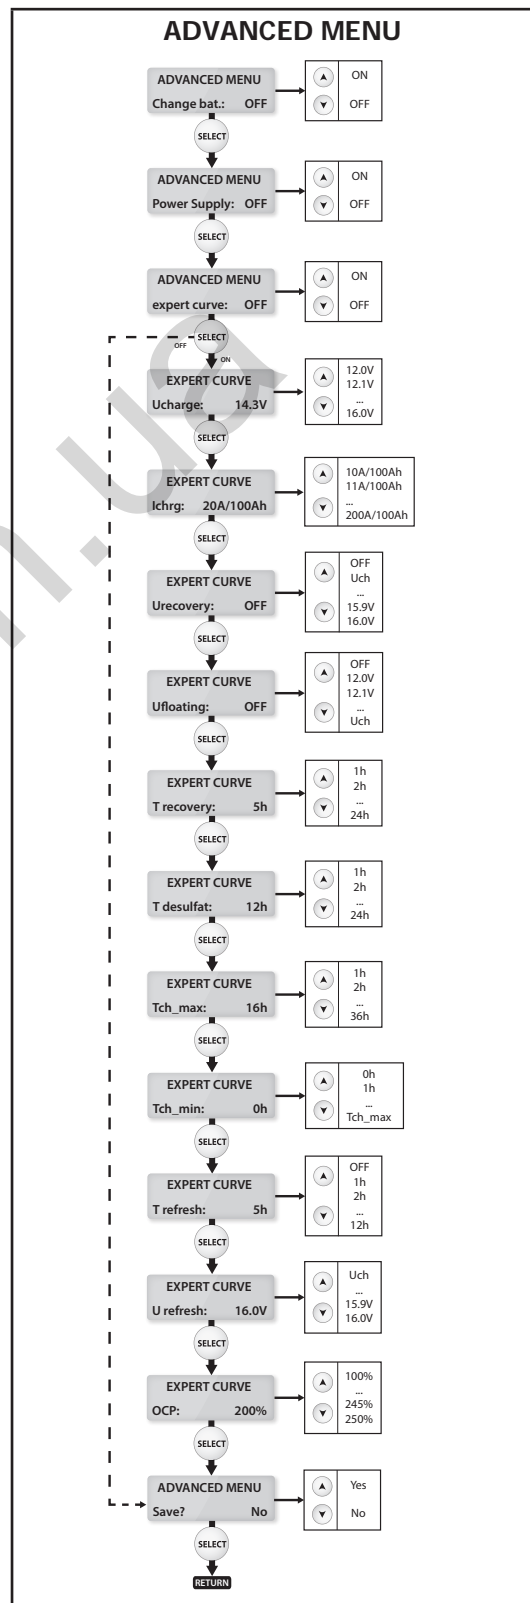 ADVANCED MENU
ADVANCED MENU
Change bat.: OFF
ON
OFF
SELECT
ADVANCED MENU
Power Supply: OFF
ON
OFF
SELECT
ADVANCED MENU
expert curve: OFF
ON
OFF
OFF SELECT
ON
EXPERT CURVE
Ucharge: 14.3V
12.0V
12.1V
...
16.0V
SELECT
EXPERT CURVE
Ichrg: 20A/100Ah
10A/100Ah
11A/100Ah
...
200A/100Ah
SELECT
EXPERT CURVE
Urecovery: OFF
OFF
Uch
...
15.9V
16.0V
SELECT
EXPERT CURVE
Ufloating: OFF
OFF
12.0V
12.1V
...
Uch
SELECT
EXPERT CURVE
T recovery: 5h
1h
2h
...
24h
SELECT
EXPERT CURVE
T desulfat: 12h
1h
2h
...
24h
SELECT
EXPERT CURVE
Tch_max: 16h
1h
2h
...
36h
SELECT
EXPERT CURVE
Tch_min: 0h
0h
1h
...
Tch_max
SELECT
EXPERT CURVE
T refresh: 5h
OFF
1h
2h
...
12h
SELECT
EXPERT CURVE
U refresh: 16.0V
Uch
...
15.9V
16.0V
SELECT
EXPERT CURVE
OCP: 200%
100%
...
245%
250%
SELECT
ADVANCED MENU
Save? No
Yes
No
SELECT
RETURN